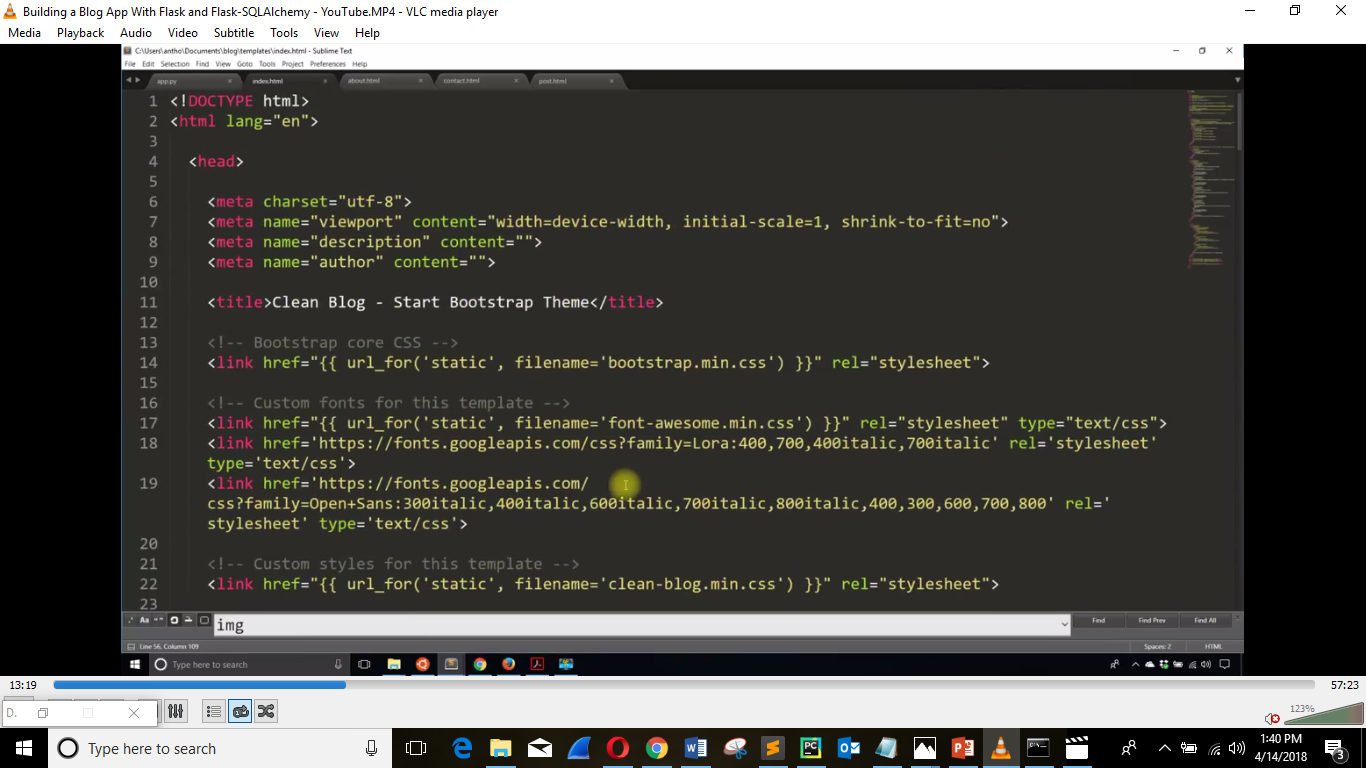 Building a Blog App With Flask and Flask-SQLAlchemy - YouTube.MP4 - VLC media player
Media Playback Audio Video Subtitle Tools View Help
C:\Users\antho\Documents\blog\templates\index.html - Sublime Text
File Edit Selection Find View Goto Tools Project Preferences Help
app.py index.html about.html contact.html post.html
1 <!DOCTYPE html>
2 <html lang="en">
3
4 <head>
5
6 <meta charset="utf-8">
7 <meta name="viewport" content="width=device-width, initial-scale=1, shrink-to-fit=no">
8 <meta name="description" content="">
9 <meta name="author" content="">
10
11 <title>Clean Blog - Start Bootstrap Theme</title>
12
13 <!-- Bootstrap core CSS -->
14 <link href="{{ url_for('static', filename='bootstrap.min.css') }}" rel="stylesheet">
15
16 <!-- Custom fonts for this template -->
17 <link href="{{ url_for('static', filename='font-awesome.min.css') }}" rel="stylesheet" type="text/css">
18 <link href='https://fonts.googleapis.com/css?family=Lora:400,700,400italic,700italic' rel='stylesheet'
type='text/css'>
19 <link href='https://fonts.googleapis.com/
css?family=Open+Sans:300italic,400italic,600italic,700italic,800italic,400,300,600,700,800' rel='
stylesheet' type='text/css'>
20
21 <!-- Custom styles for this template -->
22 <link href="{{ url_for('static', filename='clean-blog.min.css') }}" rel="stylesheet">
23
Aa img Find Find Prev Find All
Line 56, Column 109 Spaces: 2 HTML
Type here to search
13:19 57:23
D. 123%
Type here to search
1:40 PM
4/14/2018
3